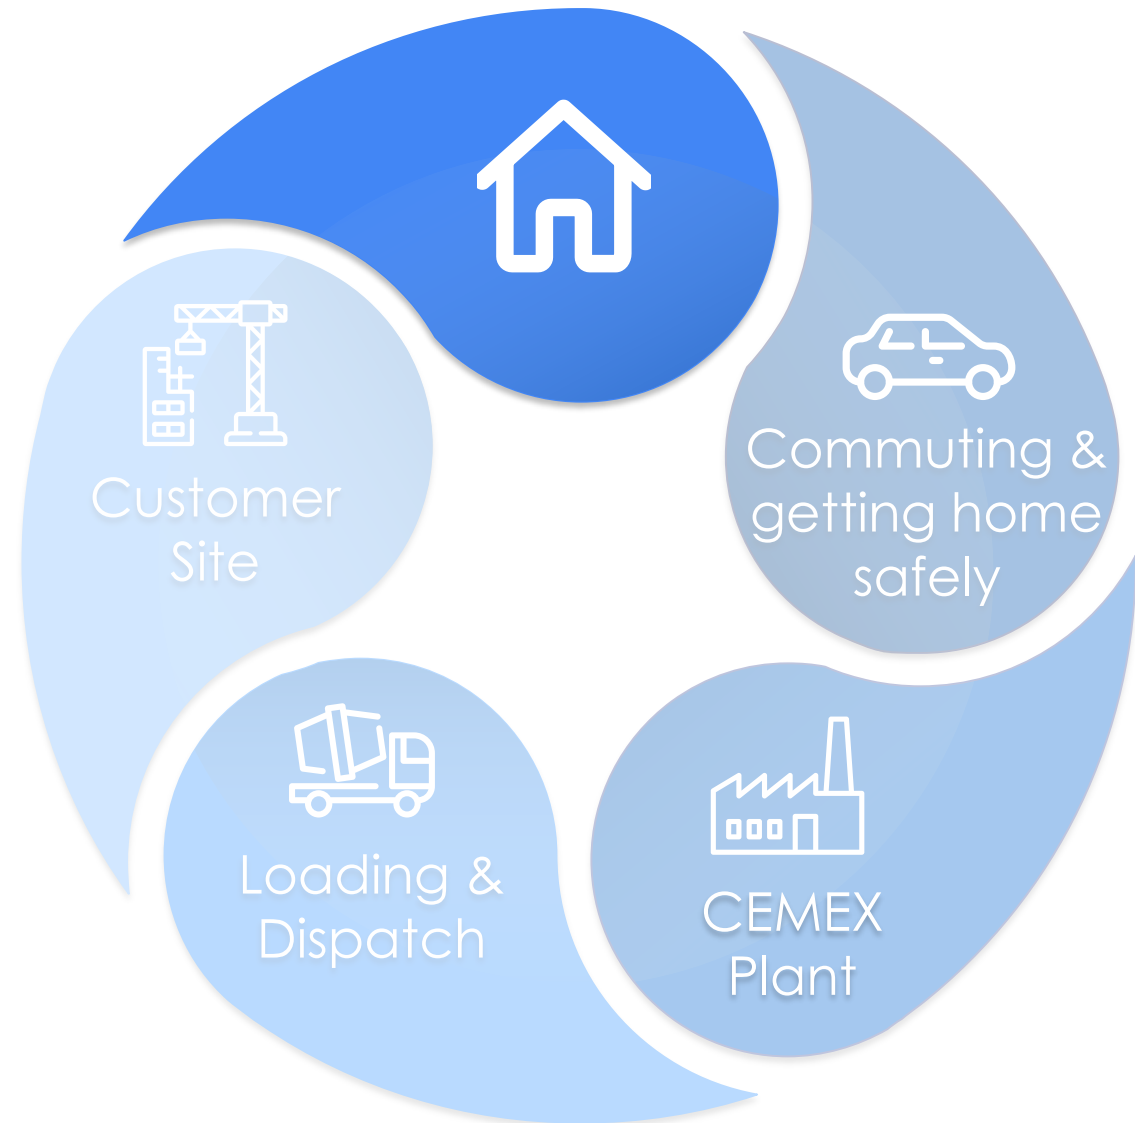 Commuting &
getting home
safely
CEMEX
Plant
Loading &
Dispatch
Customer
Site